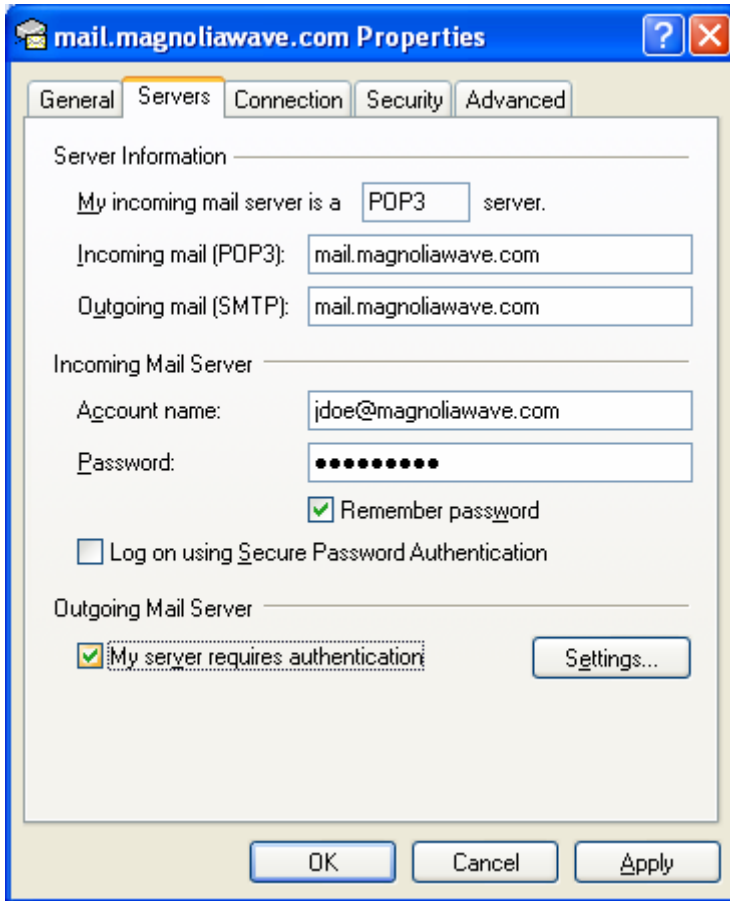 mail.magnoliawave.com Properties
General Servers Connection Security Advanced
Server Information
My incoming mail server is a POP3 server.
Incoming mail (POP3): mail.magnoliawave.com
Outgoing mail (SMTP): mail.magnoliawave.com
Incoming Mail Server
Account name: jdoe@magnoliawave.com
Password: •••••••••
Remember password
Log on using Secure Password Authentication
Outgoing Mail Server
My server requires authentication Settings...
OK Cancel Apply